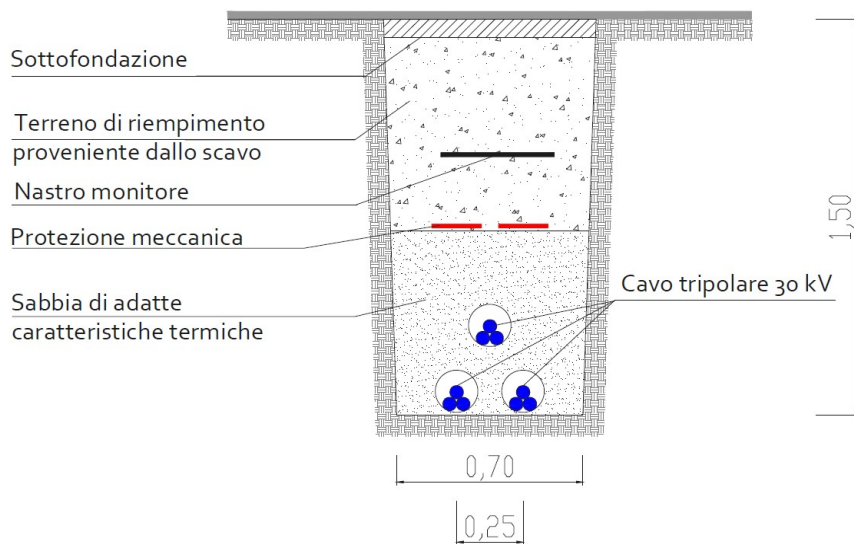 Sottofondazione
Terreno di riempimento
proveniente dallo scavo
Nastro monitore
Protezione meccanica
Sabbia di adatte
caratteristiche termiche
Cavo tripolare 30 kV
1,50
0,70
0,25